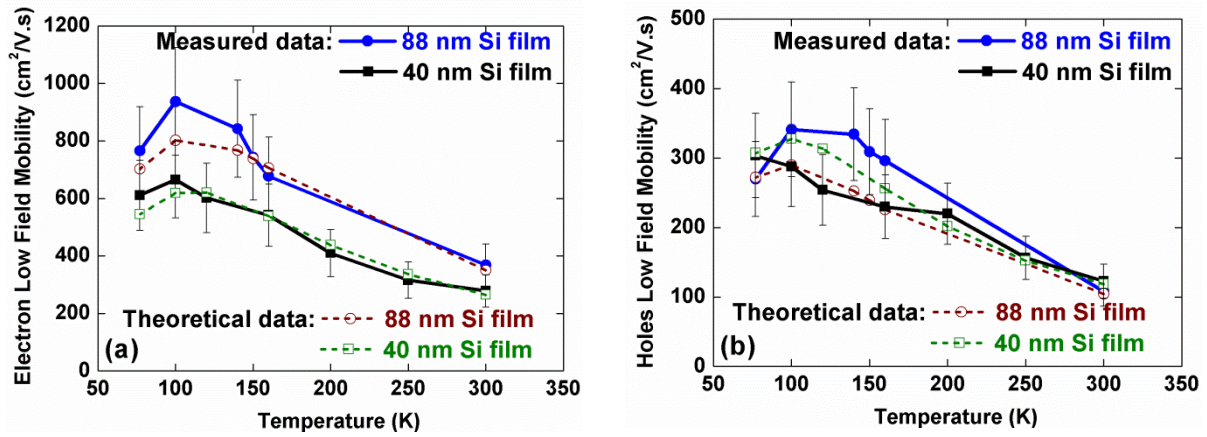 Electron Low Field Mobility (cm²/V.s)
1200
1000
800
600
400
200
0
Measured data: 88 nm Si film
40 nm Si film
Theoretical data: 88 nm Si film
40 nm Si film
(a)
50 100 150 200 250 300 350
Temperature (K)
Holes Low Field Mobility (cm²/V.s)
500
400
300
200
100
0
Measured data: 88 nm Si film
40 nm Si film
Theoretical data: 88 nm Si film
40 nm Si film
(b)
50 100 150 200 250 300 350
Temperature (K)